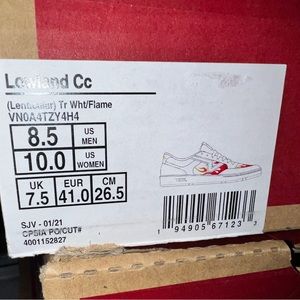 Lowland Cc
(Lenticular) Tr Wht/Flame
VN0A4TZY4H4
8.5 US MEN
10.0 US WOMEN
UK EUR CM
7.5 41.0 26.5
SJV - 01/21
CPSIA PO/CUT#
4001152827
1 94905 67123 3